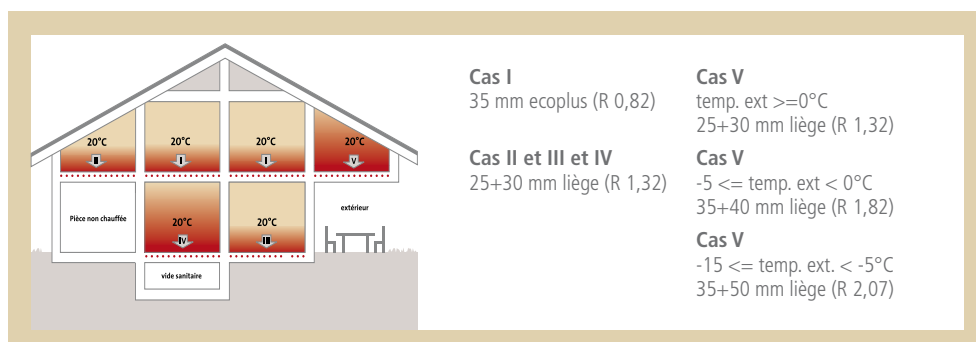 20°C
20°C
20°C
20°C
II
I
I
V
Pièce non chauffée
20°C
20°C
extérieur
IV
III
vide sanitaire
Cas I
35 mm ecoplus (R 0,82)
Cas II et III et IV
25+30 mm liège (R 1,32)
Cas V
temp. ext >=0°C
25+30 mm liège (R 1,32)
Cas V
-5 <= temp. ext < 0°C
35+40 mm liège (R 1,82)
Cas V
-15 <= temp. ext. < -5°C
35+50 mm liège (R 2,07)